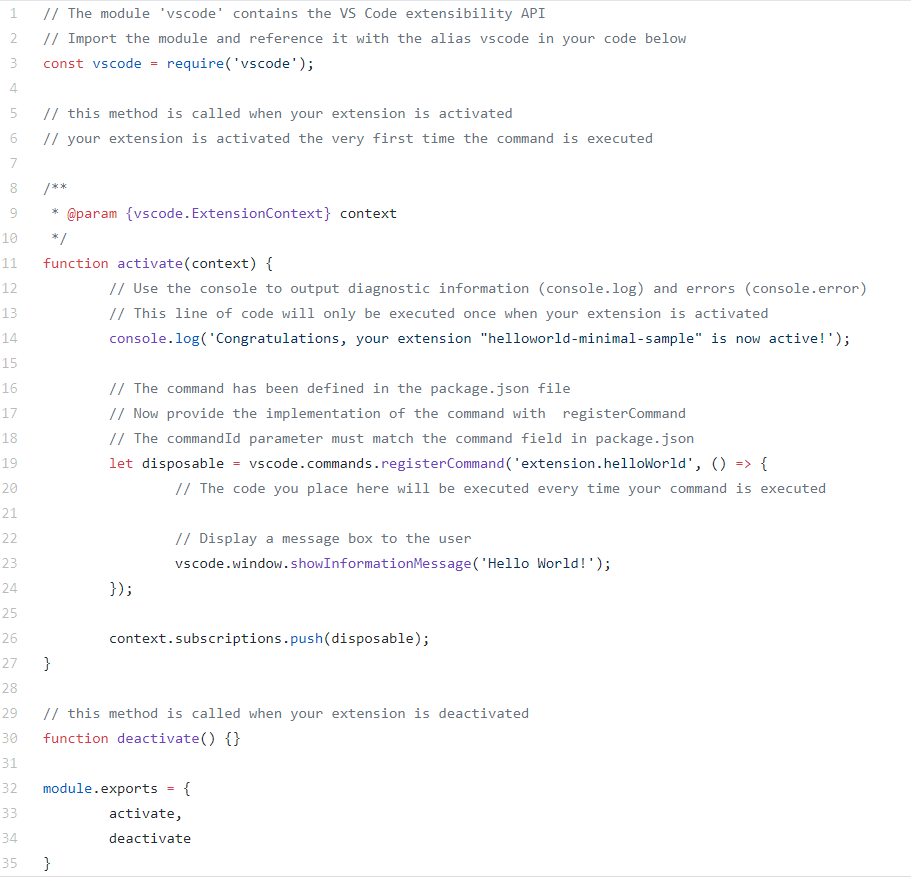 1 // The module 'vscode' contains the VS Code extensibility API
2 // Import the module and reference it with the alias vscode in your code below
3 const vscode = require('vscode');
4
5 // this method is called when your extension is activated
6 // your extension is activated the very first time the command is executed
7
8 /**
9  * @param {vscode.ExtensionContext} context
10  */
11 function activate(context) {
12         // Use the console to output diagnostic information (console.log) and errors (console.error)
13         // This line of code will only be executed once when your extension is activated
14         console.log('Congratulations, your extension "helloworld-minimal-sample" is now active!');
15
16         // The command has been defined in the package.json file
17         // Now provide the implementation of the command with  registerCommand
18         // The commandId parameter must match the command field in package.json
19         let disposable = vscode.commands.registerCommand('extension.helloWorld', () => {
20                 // The code you place here will be executed every time your command is executed
21
22                 // Display a message box to the user
23                 vscode.window.showInformationMessage('Hello World!');
24         });
25
26         context.subscriptions.push(disposable);
27 }
28
29 // this method is called when your extension is deactivated
30 function deactivate() {}
31
32 module.exports = {
33         activate,
34         deactivate
35 }